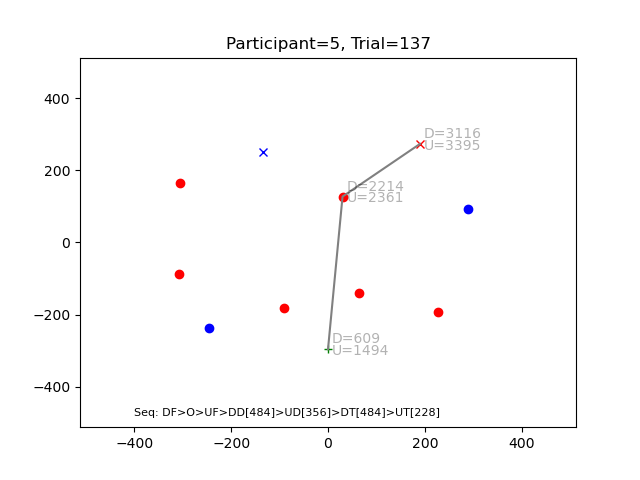 Participant=5, Trial=137
400
200
0
−200
−400
D=3116
U=3395
D=2214
U=2361
D=609
U=1494
Seq: DF>O>UF>DD[484]>UD[356]>DT[484]>UT[228]
−400
−200
0
200
400